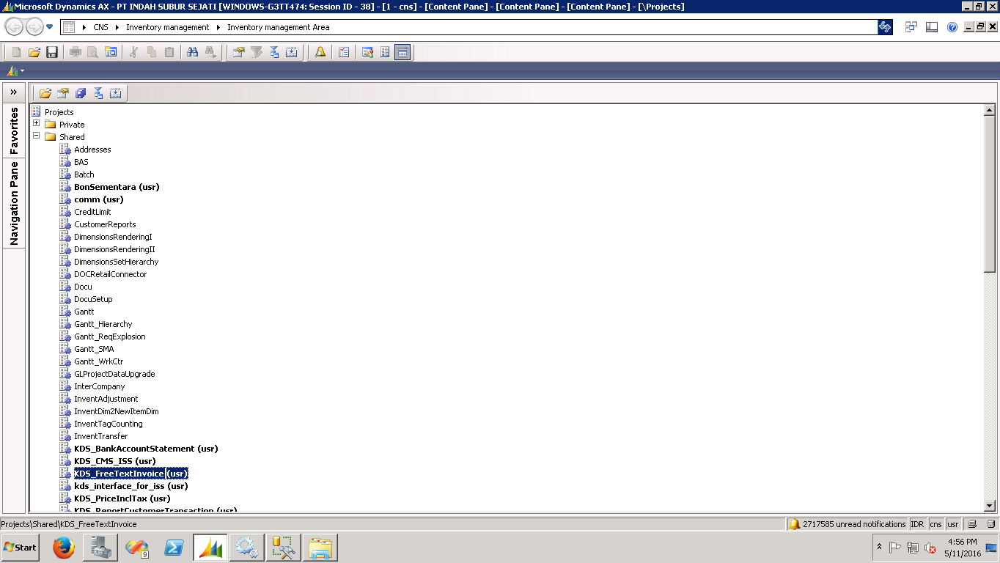 Microsoft Dynamics AX - PT INDAH SUBUR SEJATI [WINDOWS-G3TT474: Session ID - 38] - [1 - cns] - [Content Pane] - [Content Pane] - [Content Pane] - [\Projects]
CNS Inventory management Inventory management Area
Favorites
Navigation Pane
Projects
Private
Shared
Addresses
BAS
Batch
BonSementara (usr)
comm (usr)
CreditLimit
CustomerReports
DimensionsRenderingI
DimensionsRenderingII
DimensionsSetHierarchy
DOCRetailConnector
Docu
DocuSetup
Gantt
Gantt_Hierarchy
Gantt_ReqExplosion
Gantt_SMA
Gantt_WrkCtr
GLProjectDataUpgrade
InterCompany
InventAdjustment
InventDim2NewItemDim
InventTagCounting
InventTransfer
KDS_BankAccountStatement (usr)
KDS_CMS_ISS (usr)
KDS_FreeTextInvoice (usr)
kds_interface_for_iss (usr)
KDS_PriceInclTax (usr)
KDS_ReportCustomerTransaction (usr)
Projects\Shared\KDS_FreeTextInvoice
2717585 unread notifications IDR cns usr
Start
9
4:56 PM
5/11/2016